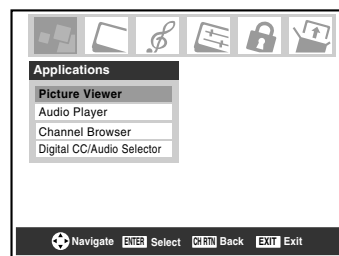 Applications
Picture Viewer
Audio Player
Channel Browser
Digital CC/Audio Selector
Navigate ENTER Select CH RTN Back EXIT Exit